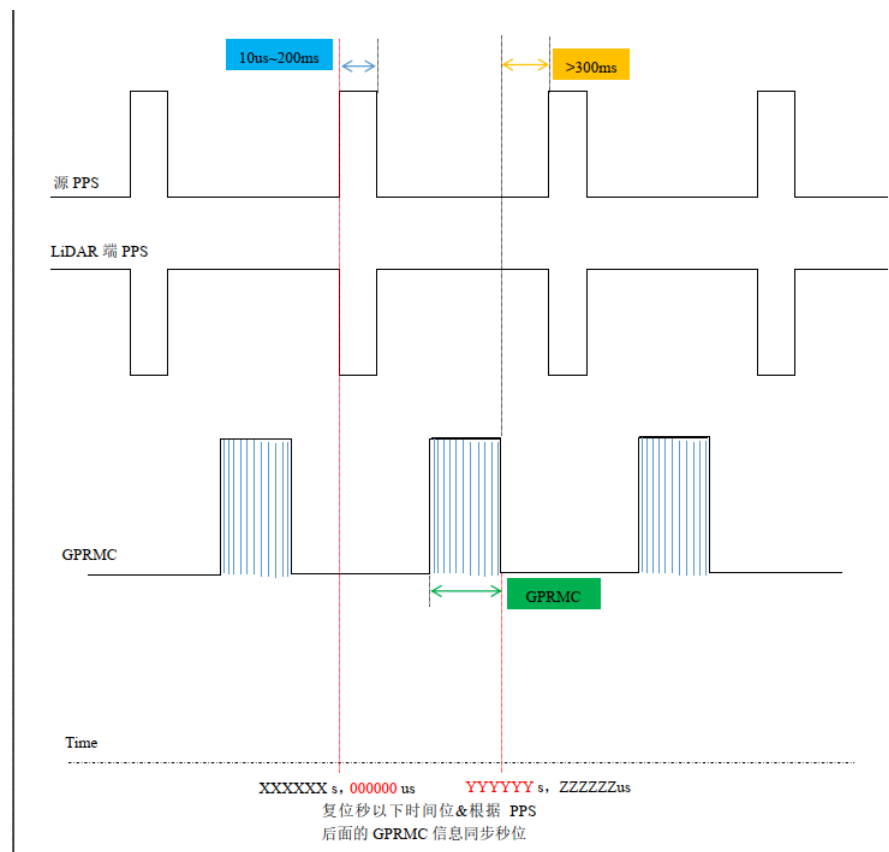 10us~200ms
>300ms
源 PPS
LiDAR 端 PPS
GPRMC
GPRMC
Time
XXXXXX s，000000 us
YYYYYY s，ZZZZZZus
复位秒以下时间位&根据 PPS
后面的 GPRMC 信息同步秒位